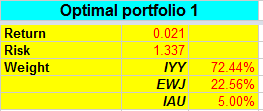 Optimal portfolio 1
Return 0.021
Risk 1.337
Weight IYY 72.44%
EWJ 22.56%
IAU 5.00%